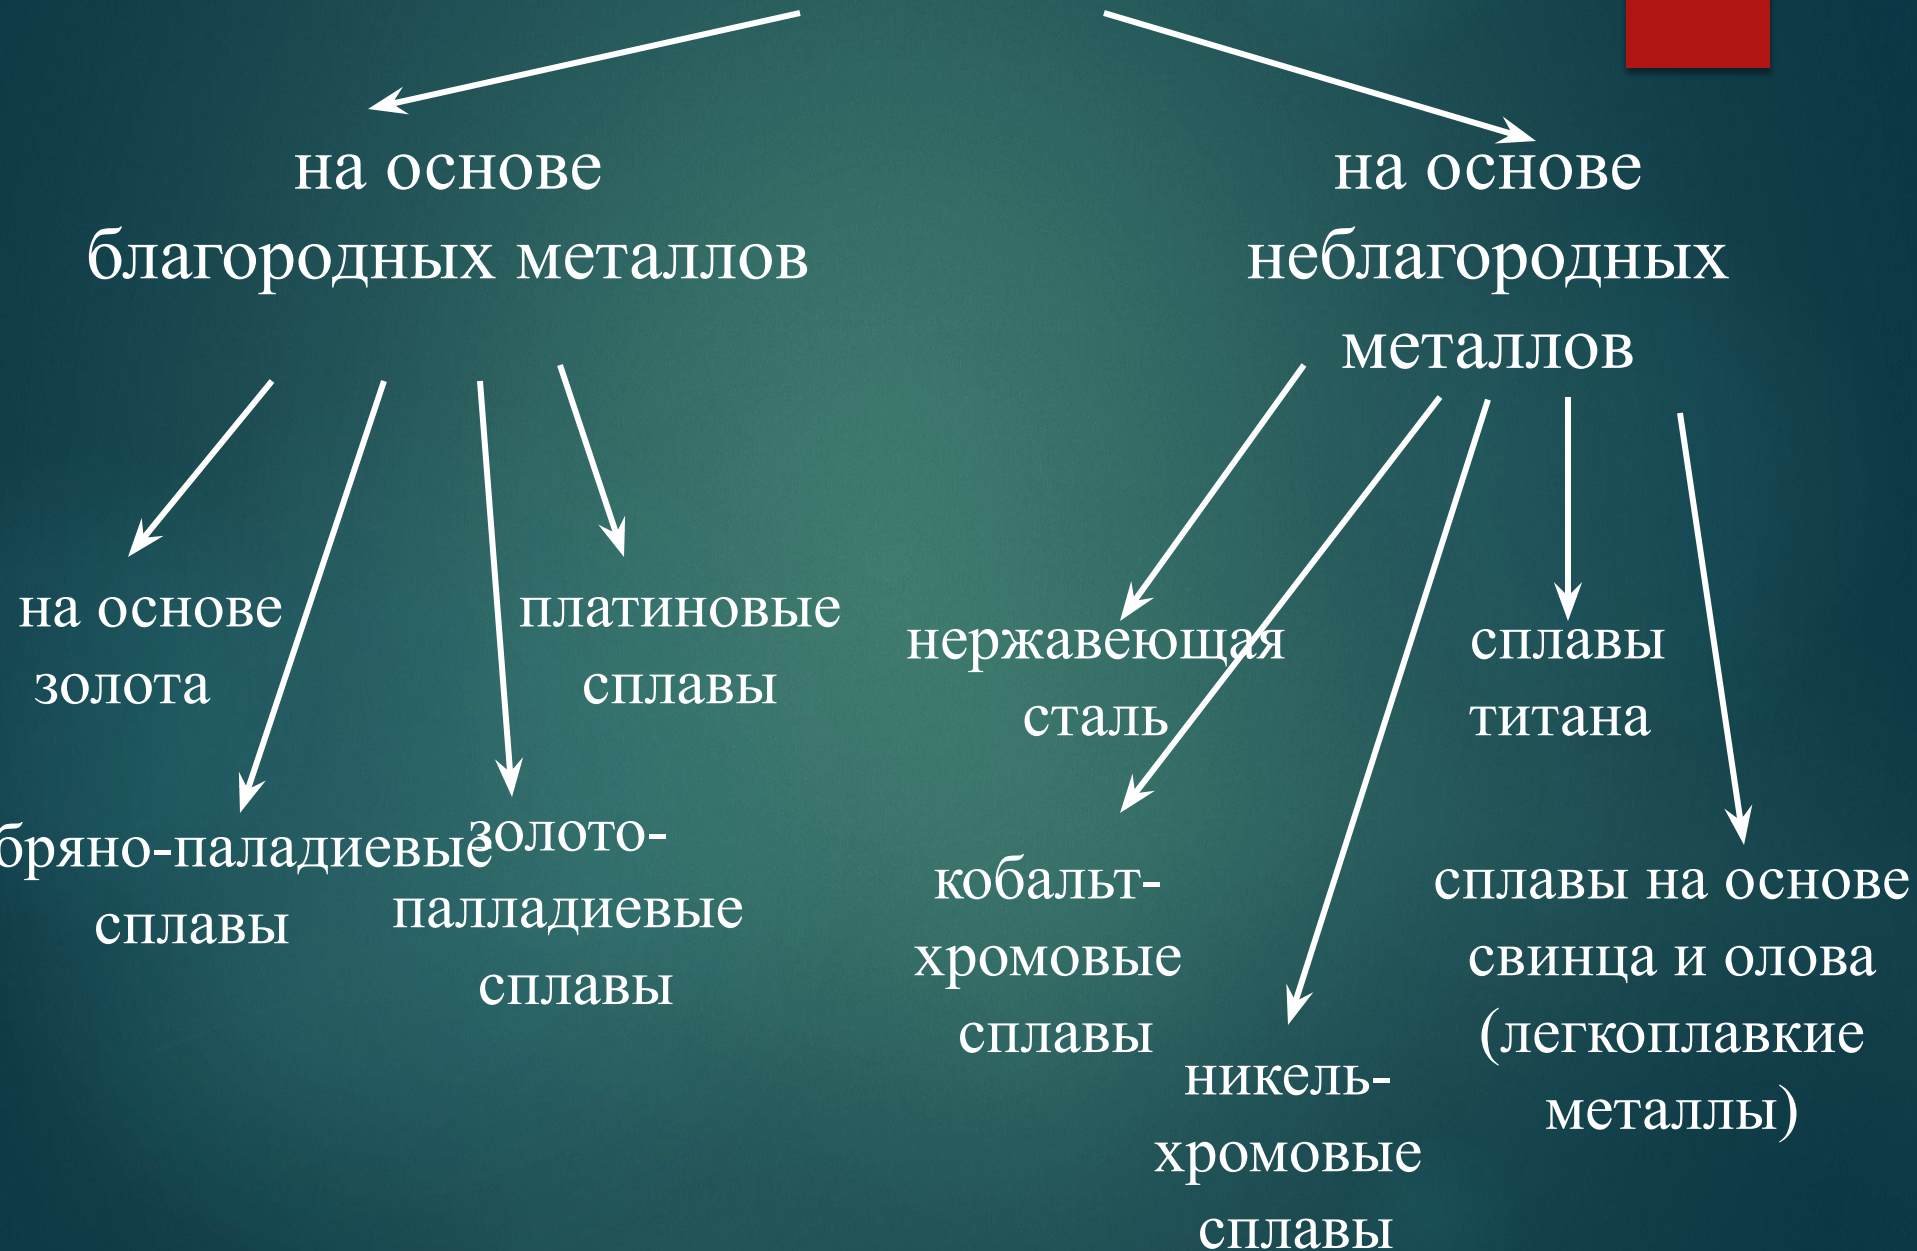 на основе
благородных металлов
на основе
неблагородных
металлов
на основе
золота
платиновые
сплавы
нержавеющая
сталь
сплавы
титана
бряно-паладиевые
сплавы
золото-
палладиевые
сплавы
кобальт-
хромовые
сплавы
никель-
хромовые
сплавы
сплавы на основе
свинца и олова
(легкоплавкие
металлы)